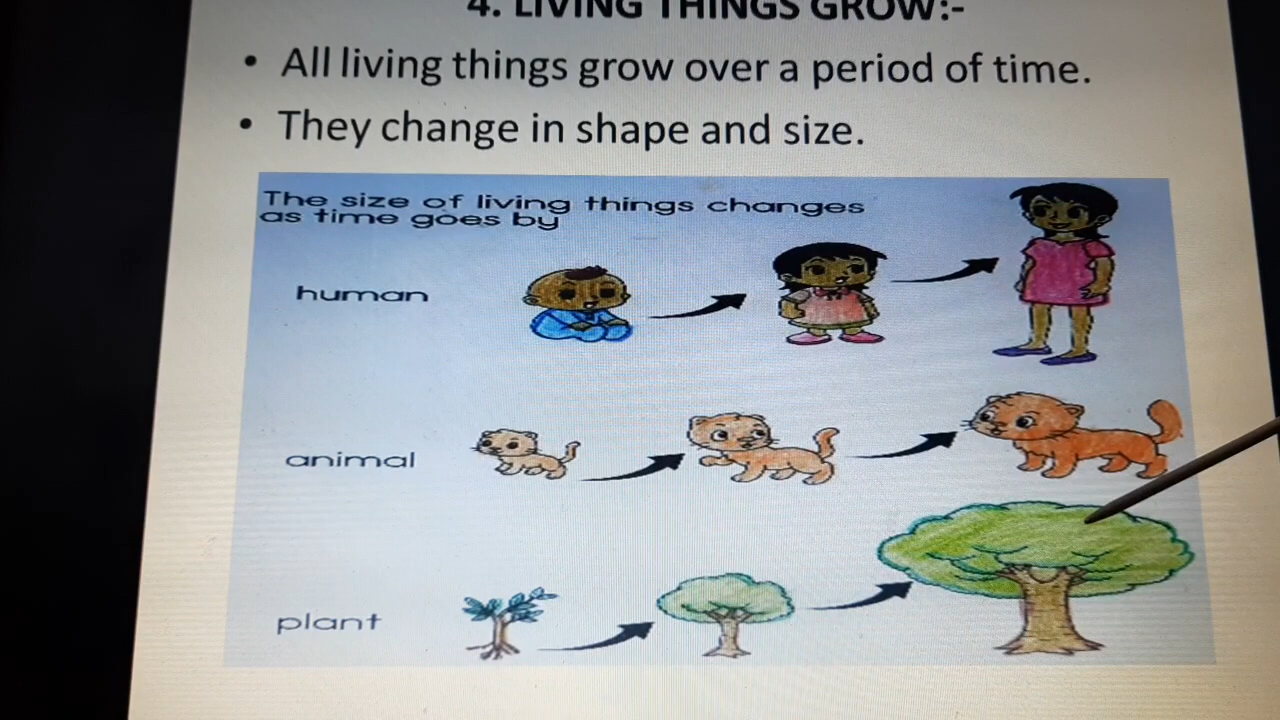 4. LIVING THINGS GROW:-
• All living things grow over a period of time.
• They change in shape and size.
The size of living things changes
as time goes by
human
animal
plant